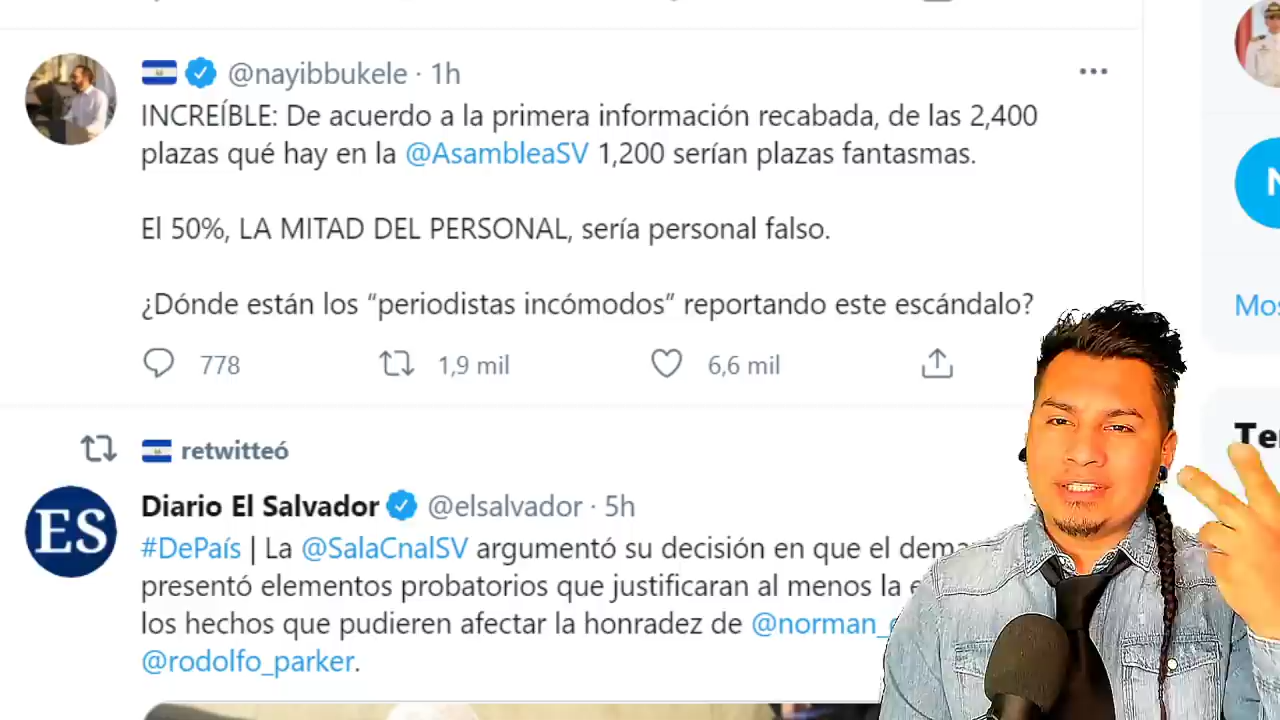 @nayibbukele · 1h
INCREÍBLE: De acuerdo a la primera información recabada, de las 2,400
plazas qué hay en la @AsambleaSV 1,200 serían plazas fantasmas.
El 50%, LA MITAD DEL PERSONAL, sería personal falso.
¿Dónde están los “periodistas incómodos” reportando este escándalo?
778 1,9 mil 6,6 mil
retwitteó
ES
Diario El Salvador @elsalvador · 5h
#DePaís | La @SalaCnalSV argumentó su decisión en que el
presentó elementos probatorios que justificaran al menos la
los hechos que pudieren afectar la honradez de
@rodolfo_parker.